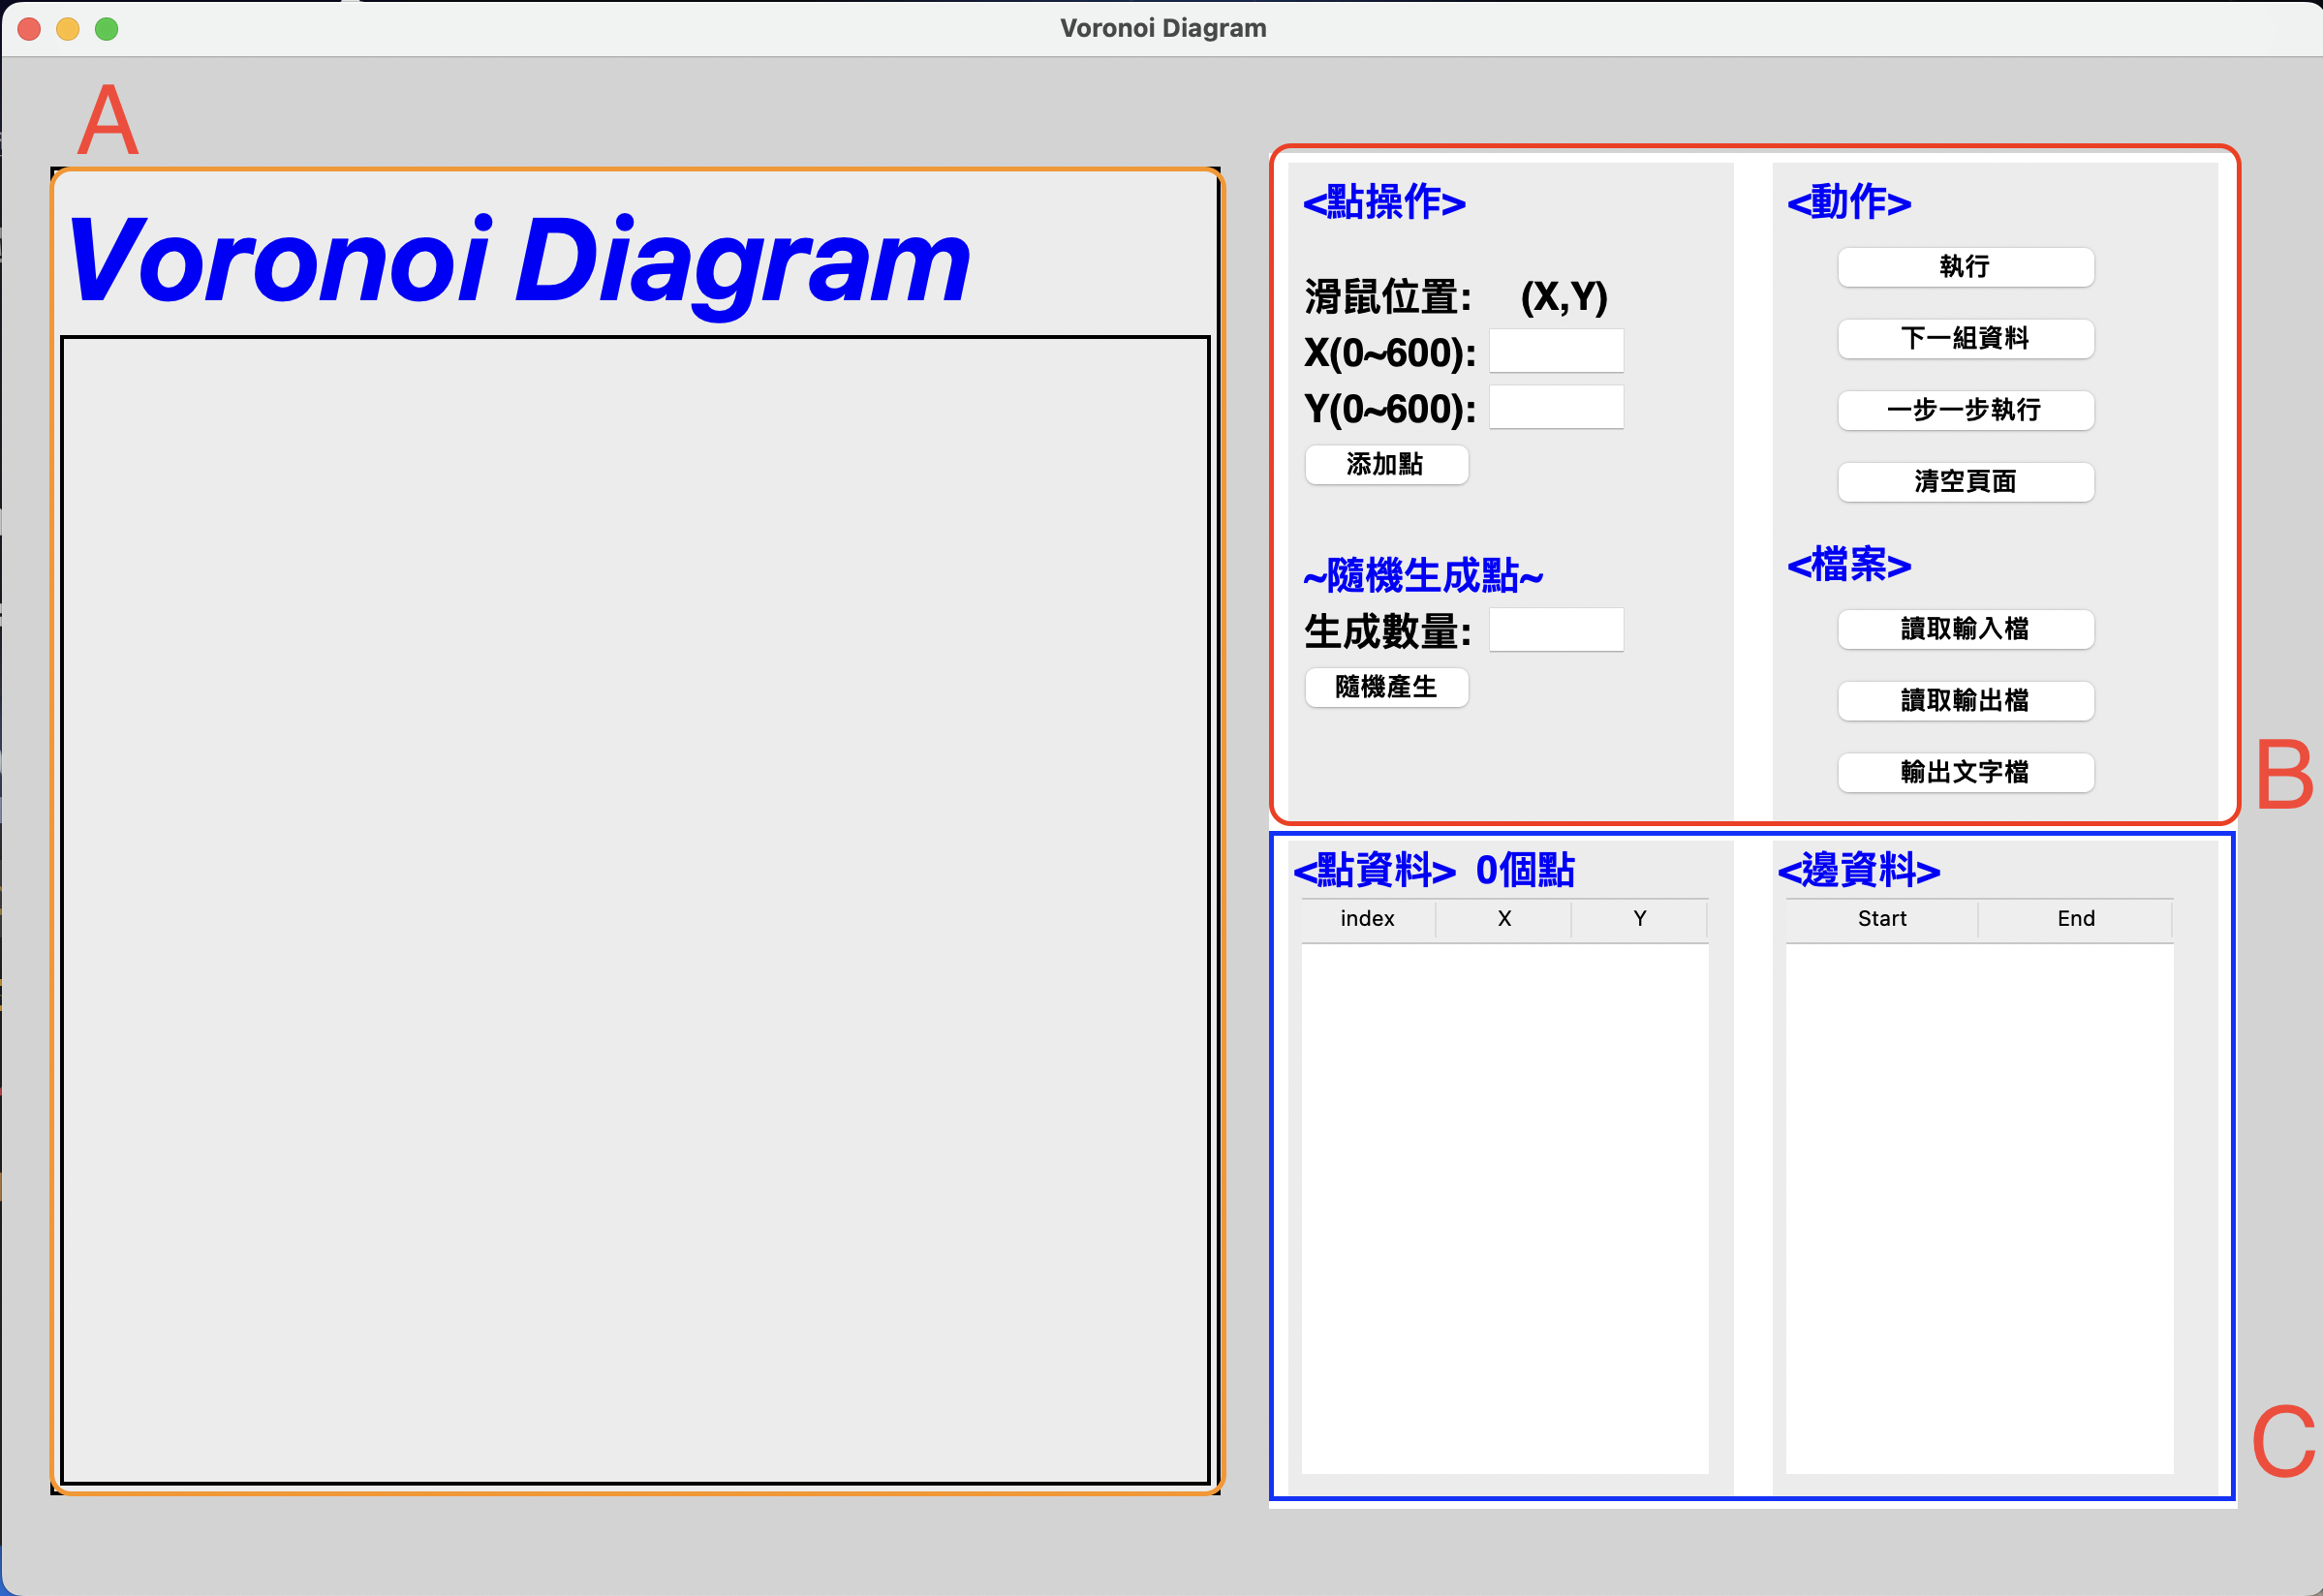 Voronoi Diagram
A
Voronoi Diagram
<點操作>
滑鼠位置: (X,Y)
X(0~600):
Y(0~600):
添加點
~隨機生成點~
生成數量:
隨機產生
<動作>
執行
下一組資料
一步一步執行
清空頁面
<檔案>
讀取輸入檔
讀取輸出檔
輸出文字檔
B
<點資料> 0個點
index X Y
<邊資料>
Start End
C